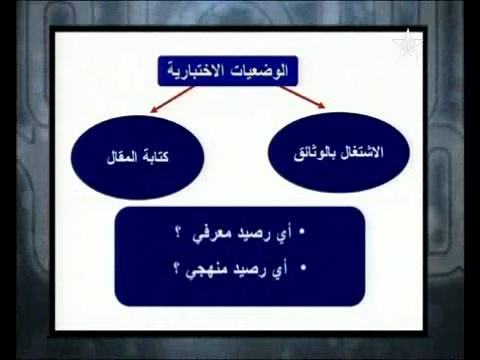 الوضعيات الاختبارية
الاشتغال بالوثائق
كتابة المقال
• أي رصيد معرفي ؟
• أي رصيد منهجي ؟